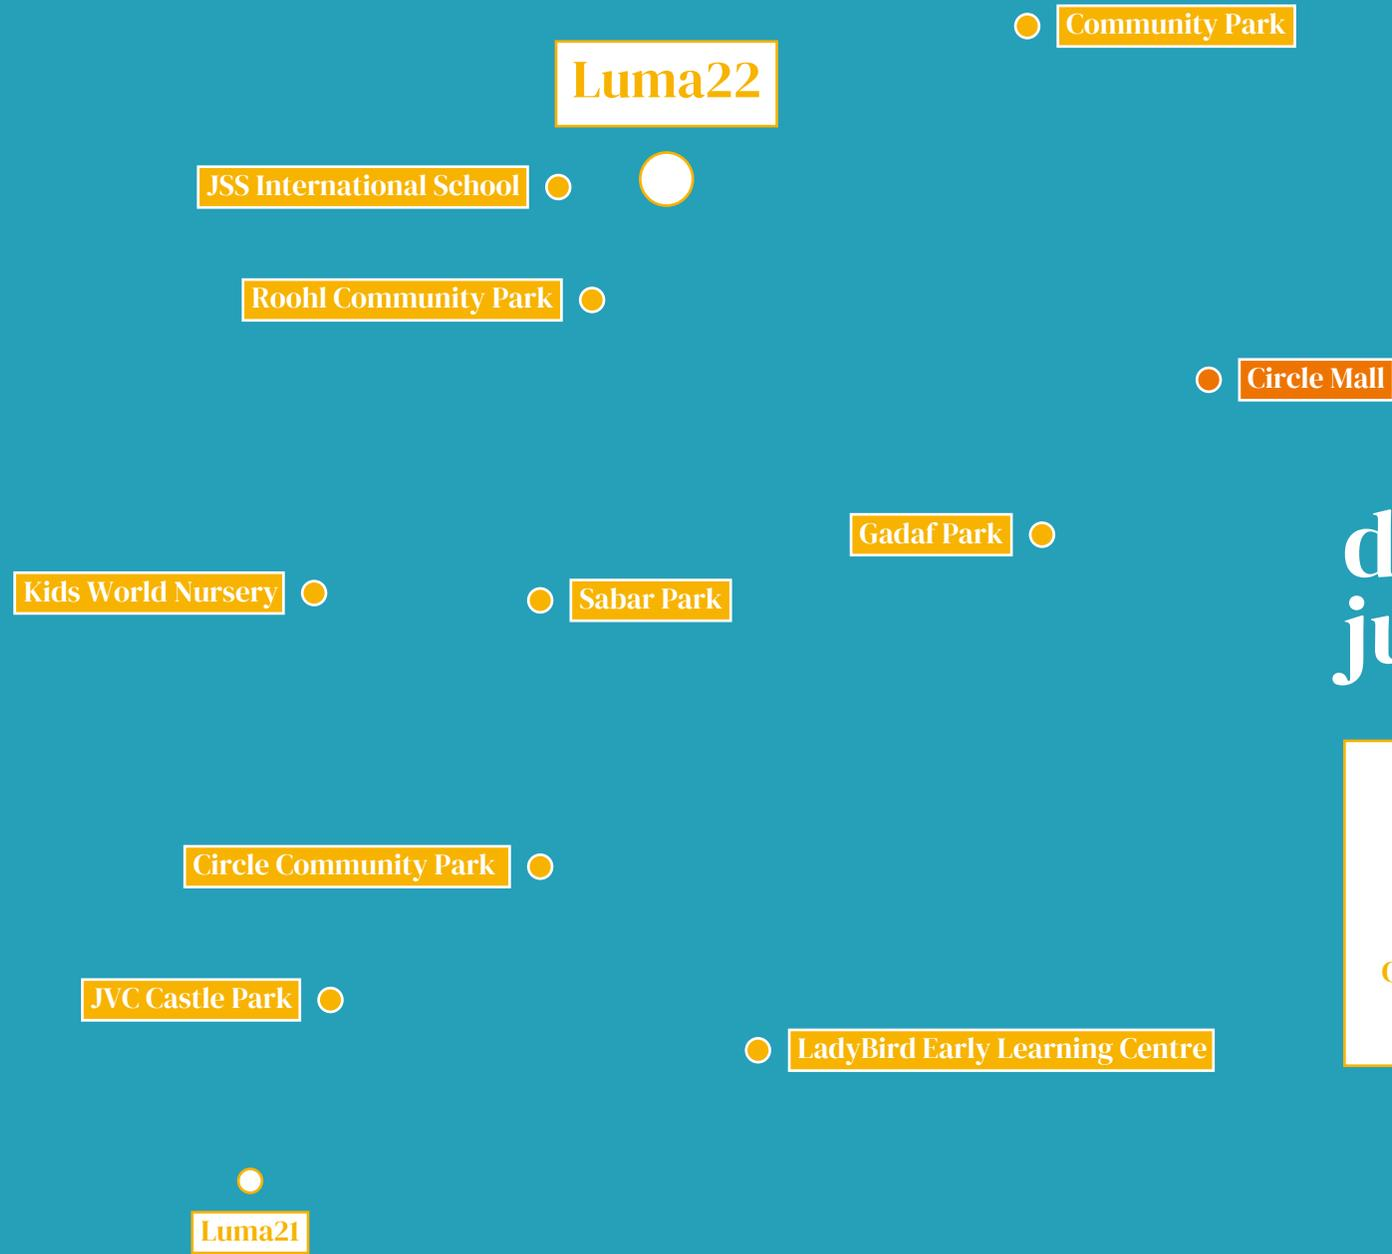 Community Park
Luma22
JSS International School
Roohl Community Park
Circle Mall
Gadaf Park
Kids World Nursery
Sabar Park
Circle Community Park
JVC Castle Park
LadyBird Early Learning Centre
Luma21